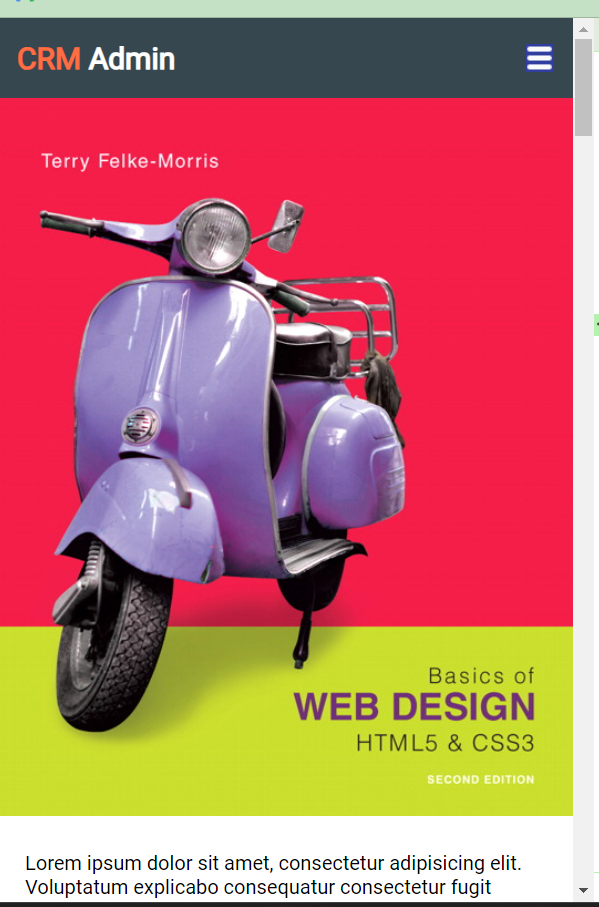 CRM Admin
Terry Felke-Morris
Basics of
WEB DESIGN
HTML5 & CSS3
SECOND EDITION
Lorem ipsum dolor sit amet, consectetur adipisicing elit.
Voluptatum explicabo consequatur consectetur fugit